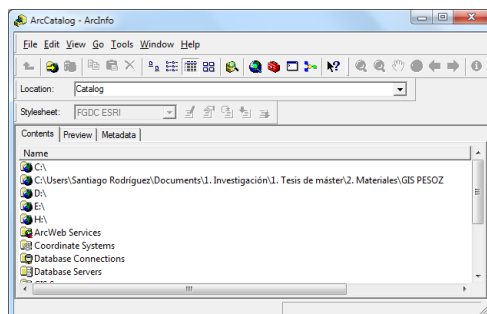 ArcCatalog - ArcInfo
File Edit View Go Tools Window Help
Location: Catalog
Stylesheet: FGDC ESRI
Contents Preview Metadata
Name
C:\
C:\Users\Santiago Rodríguez\Documents\1. Investigación\1. Tesis de máster\2. Materiales\GIS PESOZ
D:\
E:\
H:\
ArcWeb Services
Coordinate Systems
Database Connections
Database Servers